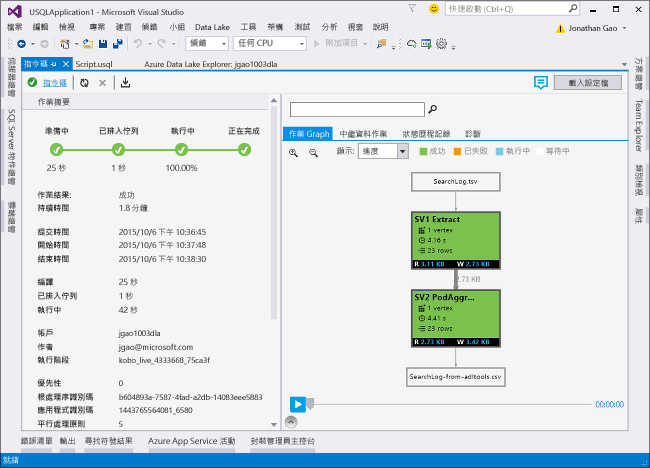 USQLApplication1 - Microsoft Visual Studio
快速啟動 (Ctrl+Q)
檔案 編輯 檢視 專案 建置 偵錯 小組 Data Lake 工具 架構 測試 分析 視窗 說明
Jonathan Gao
偵錯 任何 CPU 附加項目...
指令碼 Script.usql Azure Data Lake Explorer: jgao1003dla
指令碼
載入設定檔
伺服器總管
SQL Server 物件總管
雲端總管
方案總管
Team Explorer
類別檢視
屬性
作業摘要
準備中 已排入佇列 執行中 正在完成
25 秒 1 秒 100.00%
作業結果: 成功
持續時間 1.8 分鐘
提交時間 2015/10/6 下午 10:36:45
開始時間 2015/10/6 下午 10:37:48
結束時間 2015/10/6 下午 10:38:30
編譯 25 秒
已排入佇列 1 秒
執行中 42 秒
帳戶 jgao1003dla
作者 jgao@microsoft.com
執行階段 kobo_live_4333668_75ca3f
優先性 0
根處理序識別碼 b604893a-7587-4fad-a2db-14083eee5883
應用程式識別碼 1443765564081_6580
平行處理原則 5
作業 Graph 中繼資料作業 狀態歷程記錄 診斷
顯示: 進度 成功 已失敗 執行中 等待中
SearchLog.tsv
SV1 Extract
1 vertex
4.16 s
23 rows
R 3.11 KB W 2.73 KB
2.73 KB
SV2 PodAggr...
1 vertex
4.41 s
23 rows
R 2.73 KB W 3.42 KB
SearchLog-from-adltools.csv
00:00:00
錯誤清單 輸出 尋找符號結果 Azure App Service 活動 封裝管理員主控台
就緒